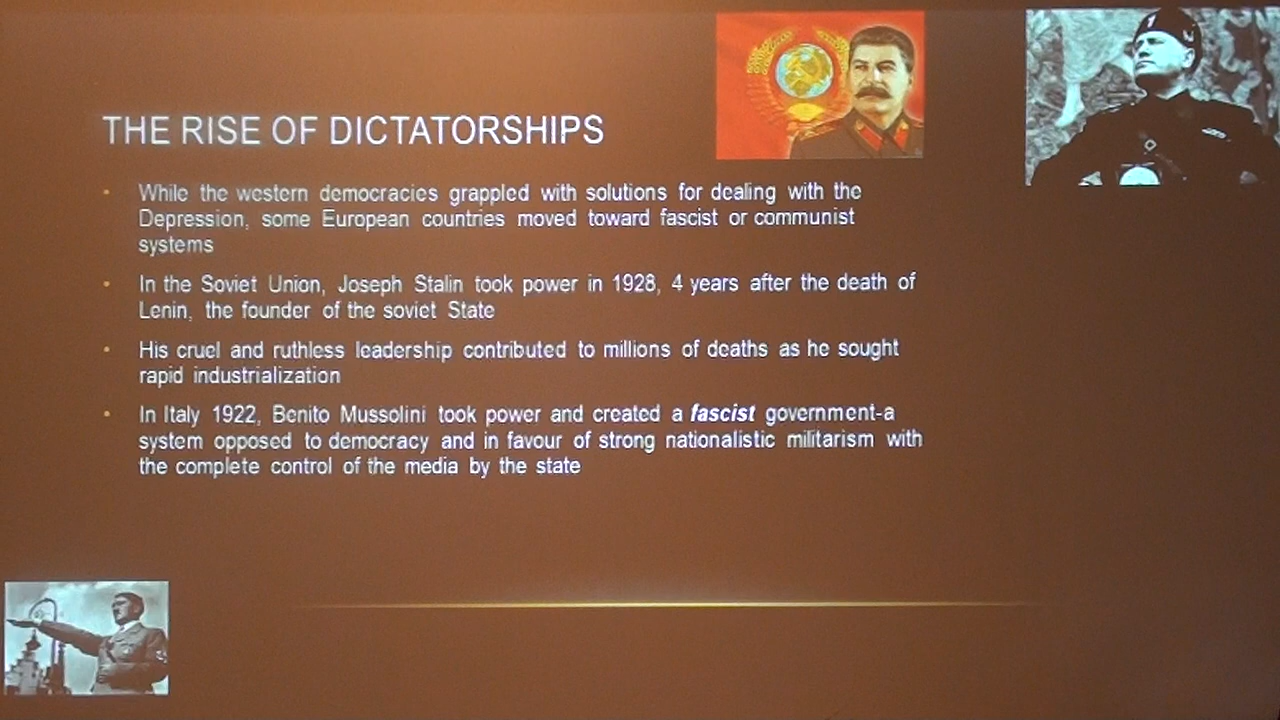 THE RISE OF DICTATORSHIPS
• While the western democracies grappled with solutions for dealing with the
Depression, some European countries moved toward fascist or communist
systems
• In the Soviet Union, Joseph Stalin took power in 1928, 4 years after the death of
Lenin, the founder of the soviet State
• His cruel and ruthless leadership contributed to millions of deaths as he sought
rapid industrialization
• In Italy 1922, Benito Mussolini took power and created a fascist government-a
system opposed to democracy and in favour of strong nationalistic militarism with
the complete control of the media by the state